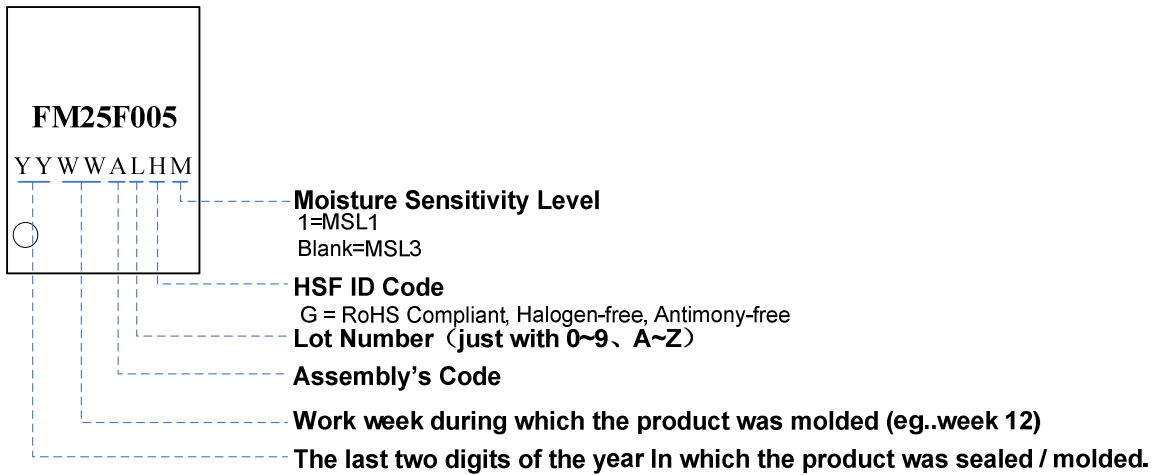 FM25F005
YYWWALHM
Moisture Sensitivity Level
1=MSL1
Blank=MSL3
HSF ID Code
G = RoHS Compliant, Halogen-free, Antimony-free
Lot Number（just with 0~9、A~Z）
Assembly's Code
Work week during which the product was molded (eg..week 12)
The last two digits of the year In which the product was sealed / molded.